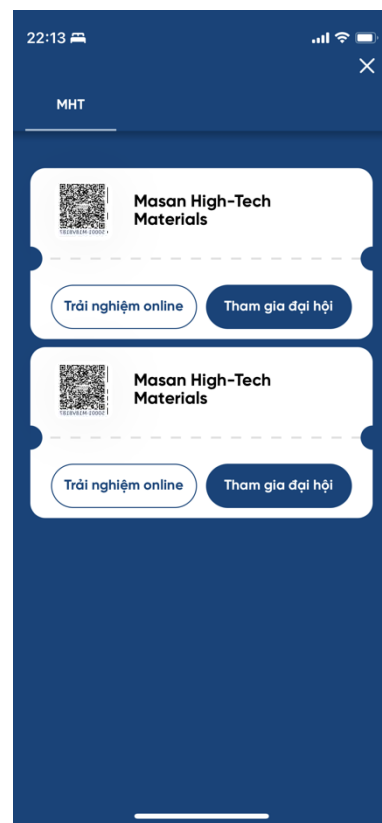 22:13
MHT
Masan High-Tech
Materials
Trải nghiệm online
Tham gia đại hội
Masan High-Tech
Materials
Trải nghiệm online
Tham gia đại hội